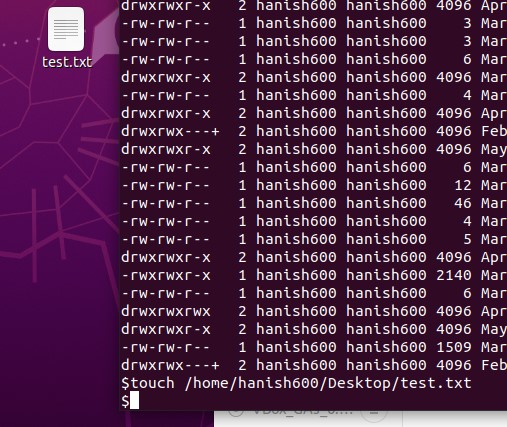 test.txt
drwxrwxr-x 2 hanish600 hanish600 4096 Apr
-rw-rw-r-- 1 hanish600 hanish600 3 Mar
-rw-rw-r-- 1 hanish600 hanish600 3 Mar
-rw-rw-r-- 1 hanish600 hanish600 6 Mar
drwxrwxr-x 2 hanish600 hanish600 4096 Mar
-rw-rw-r-- 1 hanish600 hanish600 4 Mar
drwxrwxr-x 2 hanish600 hanish600 4096 Apr
drwxrwx---+ 2 hanish600 hanish600 4096 Feb
drwxrwxr-x 2 hanish600 hanish600 4096 May
-rw-rw-r-- 1 hanish600 hanish600 6 Mar
-rw-rw-r-- 1 hanish600 hanish600 12 Mar
-rw-rw-r-- 1 hanish600 hanish600 46 Mar
-rw-rw-r-- 1 hanish600 hanish600 4 Mar
-rw-rw-r-- 1 hanish600 hanish600 5 Mar
drwxrwxr-x 2 hanish600 hanish600 4096 Apr
-rwxrwxr-x 1 hanish600 hanish600 2140 Mar
-rw-rw-r-- 1 hanish600 hanish600 6 Mar
drwxrwxrwx 2 hanish600 hanish600 4096 Apr
drwxrwxr-x 2 hanish600 hanish600 4096 May
-rw-rw-r-- 1 hanish600 hanish600 1509 Mar
drwxrwx---+ 2 hanish600 hanish600 4096 Feb
$touch /home/hanish600/Desktop/test.txt
$